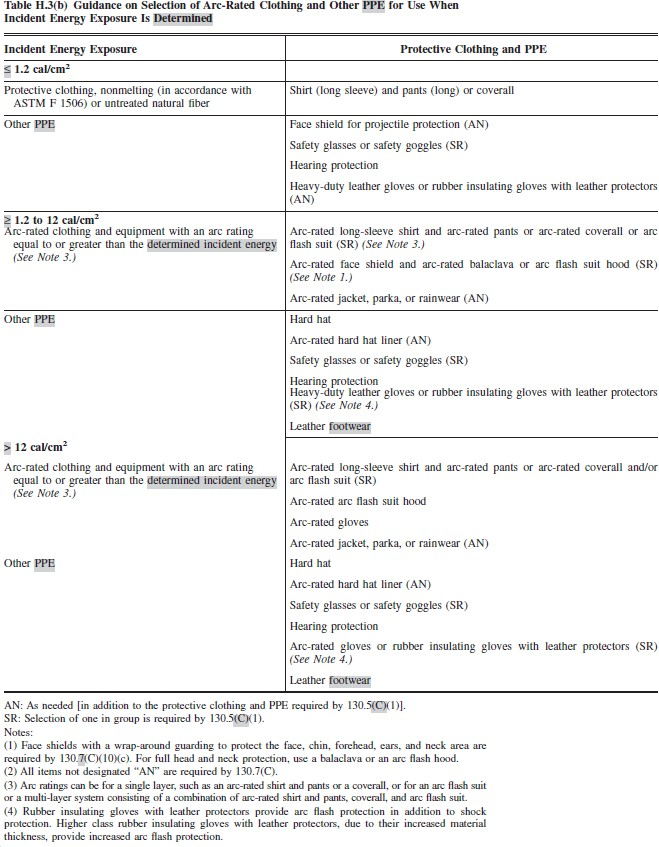 Table H.3(b) Guidance on Selection of Arc-Rated Clothing and Other PPE for Use When
Incident Energy Exposure Is Determined
Incident Energy Exposure
Protective Clothing and PPE
≤ 1.2 cal/cm²
Protective clothing, nonmelting (in accordance with
ASTM F 1506) or untreated natural fiber
Shirt (long sleeve) and pants (long) or coverall
Other PPE
Face shield for projectile protection (AN)
Safety glasses or safety goggles (SR)
Hearing protection
Heavy-duty leather gloves or rubber insulating gloves with leather protectors
(AN)
≥ 1.2 to 12 cal/cm²
Arc-rated clothing and equipment with an arc rating
equal to or greater than the determined incident energy
(See Note 3.)
Arc-rated long-sleeve shirt and arc-rated pants or arc-rated coverall or arc
flash suit (SR) (See Note 3.)
Arc-rated face shield and arc-rated balaclava or arc flash suit hood (SR)
(See Note 1.)
Arc-rated jacket, parka, or rainwear (AN)
Other PPE
Hard hat
Arc-rated hard hat liner (AN)
Safety glasses or safety goggles (SR)
Hearing protection
Heavy-duty leather gloves or rubber insulating gloves with leather protectors
(SR) (See Note 4.)
Leather footwear
> 12 cal/cm²
Arc-rated clothing and equipment with an arc rating
equal to or greater than the determined incident energy
(See Note 3.)
Arc-rated long-sleeve shirt and arc-rated pants or arc-rated coverall and/or
arc flash suit (SR)
Arc-rated arc flash suit hood
Arc-rated gloves
Arc-rated jacket, parka, or rainwear (AN)
Other PPE
Hard hat
Arc-rated hard hat liner (AN)
Safety glasses or safety goggles (SR)
Hearing protection
Arc-rated gloves or rubber insulating gloves with leather protectors (SR)
(See Note 4.)
Leather footwear
AN: As needed [in addition to the protective clothing and PPE required by 130.5(C)(1)].
SR: Selection of one in group is required by 130.5(C)(1).
Notes:
(1) Face shields with a wrap-around guarding to protect the face, chin, forehead, ears, and neck area are
required by 130.7(C)(10)(c). For full head and neck protection, use a balaclava or an arc flash hood.
(2) All items not designated “AN” are required by 130.7(C).
(3) Arc ratings can be for a single layer, such as an arc-rated shirt and pants or a coverall, or for an arc flash suit
or a multi-layer system consisting of a combination of arc-rated shirt and pants, coverall, and arc flash suit.
(4) Rubber insulating gloves with leather protectors provide arc flash protection in addition to shock
protection. Higher class rubber insulating gloves with leather protectors, due to their increased material
thickness, provide increased arc flash protection.